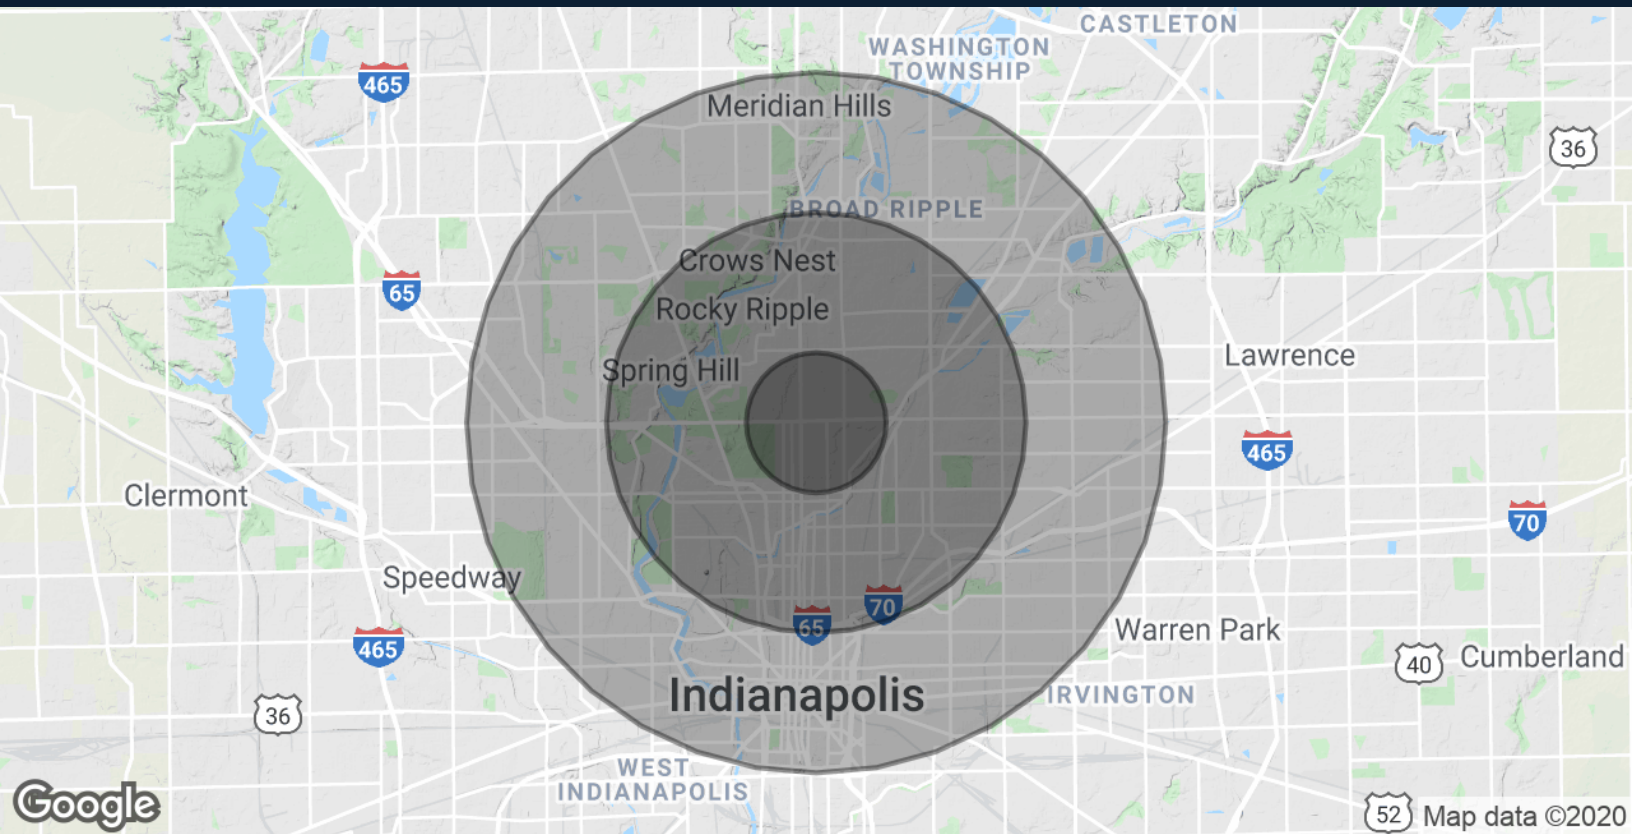 CASTLETON
WASHINGTON
TOWNSHIP
465
Meridian Hills
36
BROAD RIPPLE
Crows Nest
65
Rocky Ripple
Spring Hill
Lawrence
465
Clermont
70
Speedway
70
65
Warren Park
465
40
Cumberland
Indianapolis
IRVINGTON
36
WEST
INDIANAPOLIS
Google
52
Map data ©2020